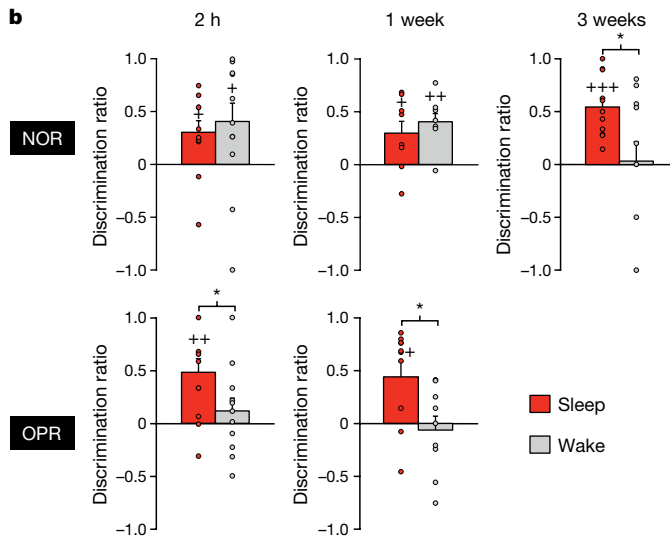 b
2 h
1 week
3 weeks
NOR
Discrimination ratio
1.0
0.5
0
−0.5
−1.0
+
+
Discrimination ratio
1.0
0.5
0
−0.5
−1.0
+
++
Discrimination ratio
1.0
0.5
0
−0.5
−1.0
*
+++
OPR
Discrimination ratio
1.0
0.5
0
−0.5
−1.0
*
++
Discrimination ratio
1.0
0.5
0
−0.5
−1.0
*
+
Sleep
Wake